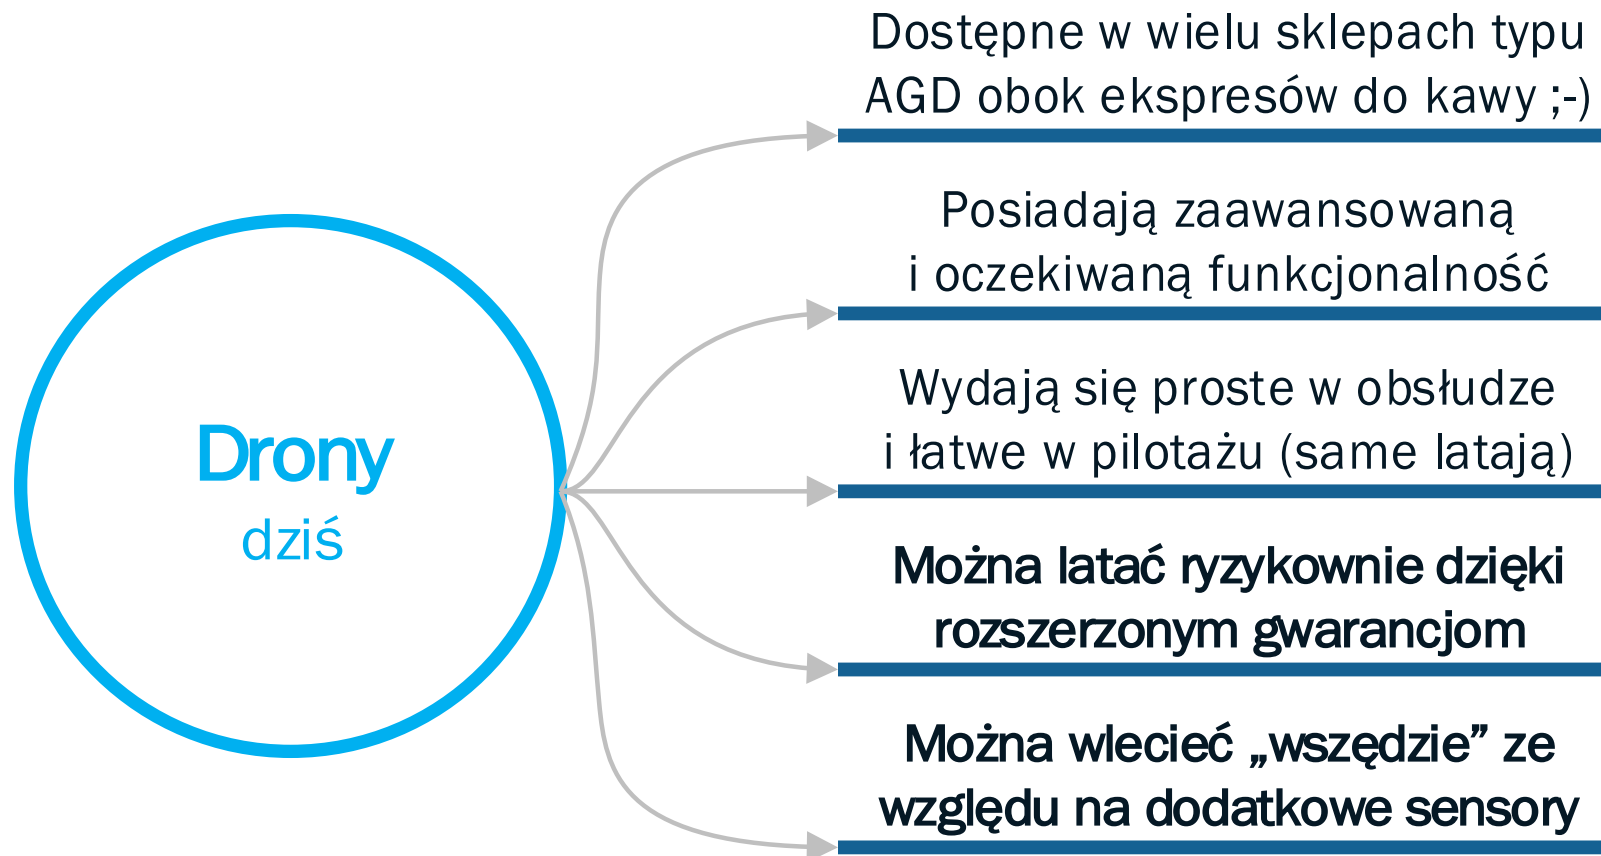 Drony
dziś
Dostępne w wielu sklepach typu
AGD obok ekspresów do kawy ;-)
Posiadają zaawansowaną
i oczekiwaną funkcjonalność
Wydają się proste w obsłudze
i łatwe w pilotażu (same latają)
Można latać ryzykownie dzięki
rozszerzonym gwarancjom
Można wlecieć „wszędzie” ze
względu na dodatkowe sensory